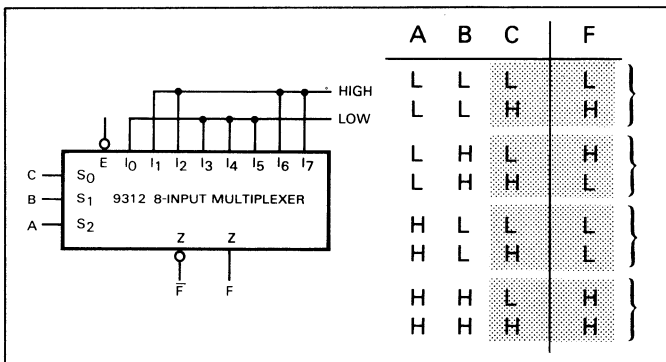 A B C F
HIGH
LOW
E I0 I1 I2 I3 I4 I5 I6 I7
C S0
B S1 9312 8-INPUT MULTIPLEXER
A S2
Z Z
F̅ F
L L L L
L L H H
L H L H
L H H L
H L L L
H L H L
H H L H
H H H H